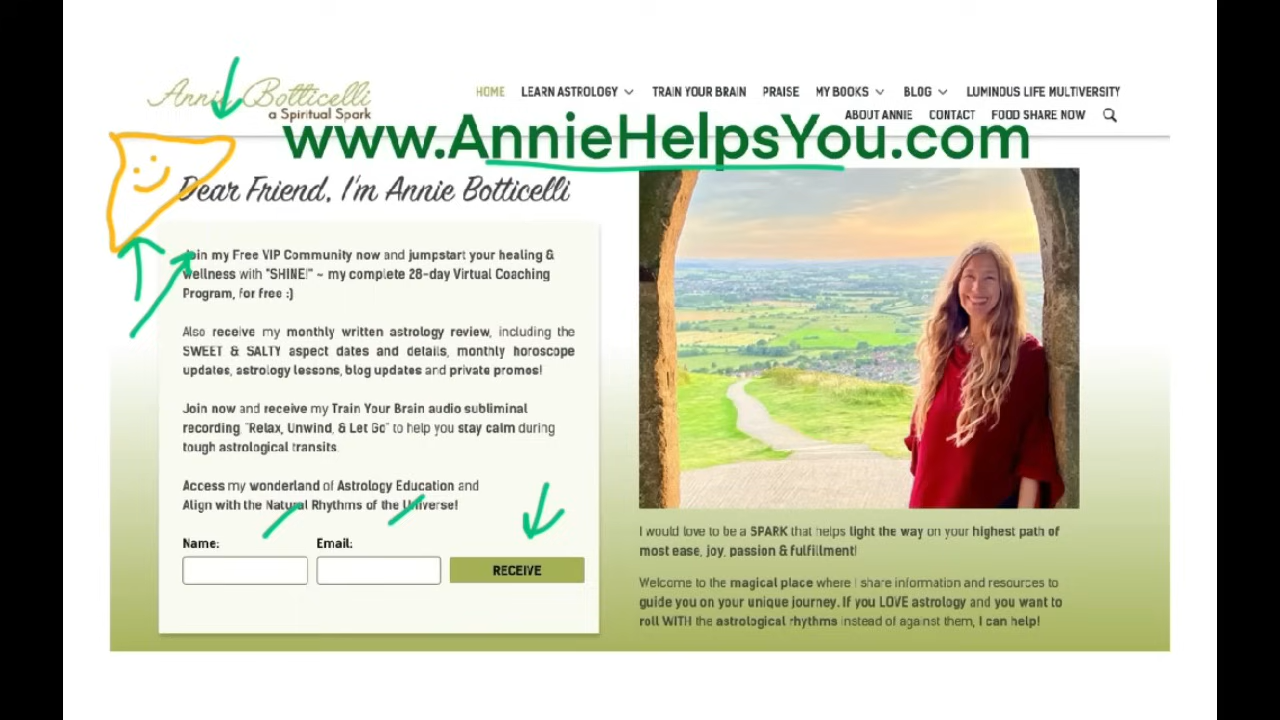 Annie Botticelli
a Spiritual Spark
HOME LEARN ASTROLOGY TRAIN YOUR BRAIN PRAISE MY BOOKS BLOG LUMINOUS LIFE MULTIVERSITY
ABOUT ANNIE CONTACT FOOD SHARE NOW
www.AnnieHelpsYou.com
Dear Friend, I'm Annie Botticelli
Join my Free VIP Community now and jumpstart your healing &
wellness with "SHINE!" ~ my complete 28-day Virtual Coaching
Program, for free :)
Also receive my monthly written astrology review, including the
SWEET & SALTY aspect dates and details, monthly horoscope
updates, astrology lessons, blog updates and private promos!
Join now and receive my Train Your Brain audio subliminal
recording, "Relax, Unwind, & Let Go" to help you stay calm during
tough astrological transits.
Access my wonderland of Astrology Education and
Align with the Natural Rhythms of the Universe!
Name: Email:
RECEIVE
I would love to be a SPARK that helps light the way on your highest path of
most ease, joy, passion & fulfillment!
Welcome to the magical place where I share information and resources to
guide you on your unique journey. If you LOVE astrology and you want to
roll WITH the astrological rhythms instead of against them, I can help!